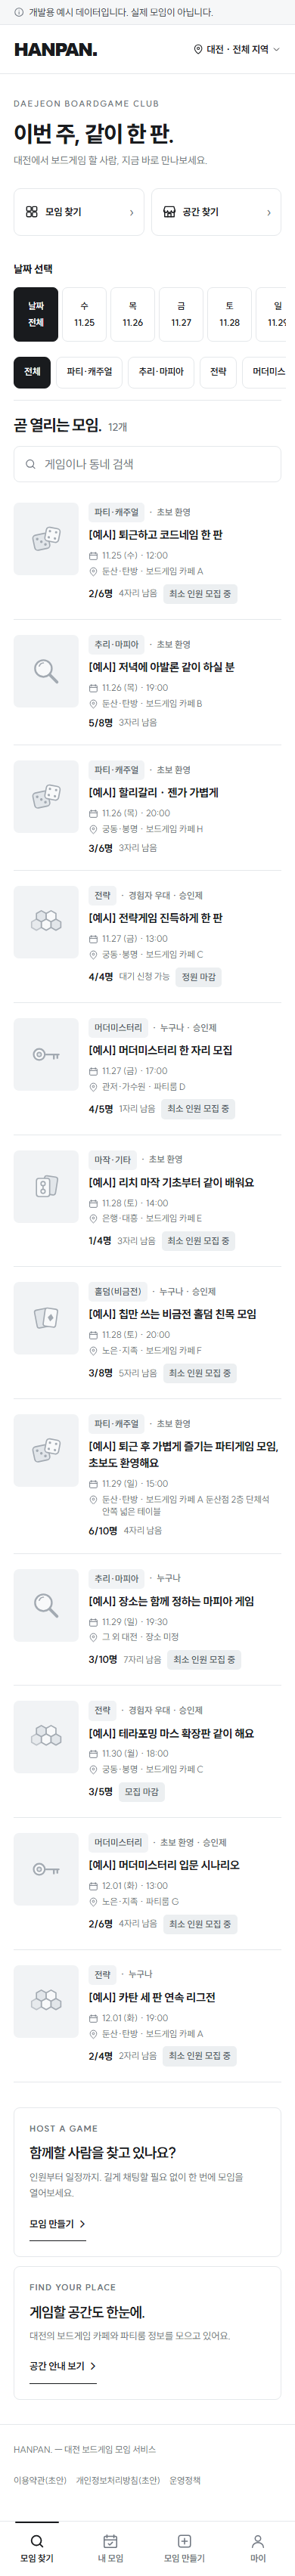 개발용 예시 데이터입니다. 실제 모임이 아닙니다.
HANPAN.
대전 · 전체 지역
DAEJEON BOARDGAME CLUB
이번 주, 같이 한 판.
대전에서 보드게임 할 사람, 지금 바로 만나보세요.
모임 찾기
공간 찾기
날짜 선택
날짜 전체
수 11.25
목 11.26
금 11.27
토 11.28
일 11.29
전체
파티·캐주얼
추리·마피아
전략
머더미스
곧 열리는 모임. 12개
게임이나 동네 검색
파티·캐주얼 · 초보 환영
[예시] 퇴근하고 코드네임 한 판
11.25 (수) · 12:00
둔산·탄방 · 보드게임 카페 A
2/6명 4자리 남음 최소 인원 모집 중
추리·마피아 · 초보 환영
[예시] 저녁에 아발론 같이 하실 분
11.26 (목) · 19:00
둔산·탄방 · 보드게임 카페 B
5/8명 3자리 남음
파티·캐주얼 · 초보 환영
[예시] 할리갈리 · 젠가 가볍게
11.26 (목) · 20:00
궁동·봉명 · 보드게임 카페 H
3/6명 3자리 남음
전략 · 경험자 우대 · 승인제
[예시] 전략게임 진득하게 한 판
11.27 (금) · 13:00
궁동·봉명 · 보드게임 카페 C
4/4명 대기 신청 가능 정원 마감
머더미스터리 · 누구나 · 승인제
[예시] 머더미스터리 한 자리 모집
11.27 (금) · 17:00
관저·가수원 · 파티룸 D
4/5명 1자리 남음 최소 인원 모집 중
마작·기타 · 초보 환영
[예시] 리치 마작 기초부터 같이 배워요
11.28 (토) · 14:00
은행·대흥 · 보드게임 카페 E
1/4명 3자리 남음 최소 인원 모집 중
홀덤(비금전) · 누구나 · 승인제
[예시] 칩만 쓰는 비금전 홀덤 친목 모임
11.28 (토) · 20:00
노은·지족 · 보드게임 카페 F
3/8명 5자리 남음 최소 인원 모집 중
파티·캐주얼 · 초보 환영
[예시] 퇴근 후 가볍게 즐기는 파티게임 모임,
초보도 환영해요
11.29 (일) · 15:00
둔산·탄방 · 보드게임 카페 A 둔산점 2층 단체석
안쪽 넓은 테이블
6/10명 4자리 남음
추리·마피아 · 누구나
[예시] 장소는 함께 정하는 마피아 게임
11.29 (일) · 19:30
그 외 대전 · 장소 미정
3/10명 7자리 남음 최소 인원 모집 중
전략 · 경험자 우대 · 승인제
[예시] 테라포밍 마스 확장판 같이 해요
11.30 (월) · 18:00
궁동·봉명 · 보드게임 카페 C
3/5명 모집 마감
머더미스터리 · 초보 환영 · 승인제
[예시] 머더미스터리 입문 시나리오
12.01 (화) · 13:00
노은·지족 · 파티룸 G
2/6명 4자리 남음 최소 인원 모집 중
전략 · 누구나
[예시] 카탄 세 판 연속 리그전
12.01 (화) · 19:00
둔산·탄방 · 보드게임 카페 A
2/4명 2자리 남음 최소 인원 모집 중
HOST A GAME
함께할 사람을 찾고 있나요?
인원부터 일정까지. 길게 채팅할 필요 없이 한 번에 모임을
열어보세요.
모임 만들기
FIND YOUR PLACE
게임할 공간도 한눈에.
대전의 보드게임 카페와 파티룸 정보를 모으고 있어요.
공간 안내 보기
HANPAN. — 대전 보드게임 모임 서비스
이용약관(초안) 개인정보처리방침(초안) 운영정책
모임 찾기
내 모임
모임 만들기
마이